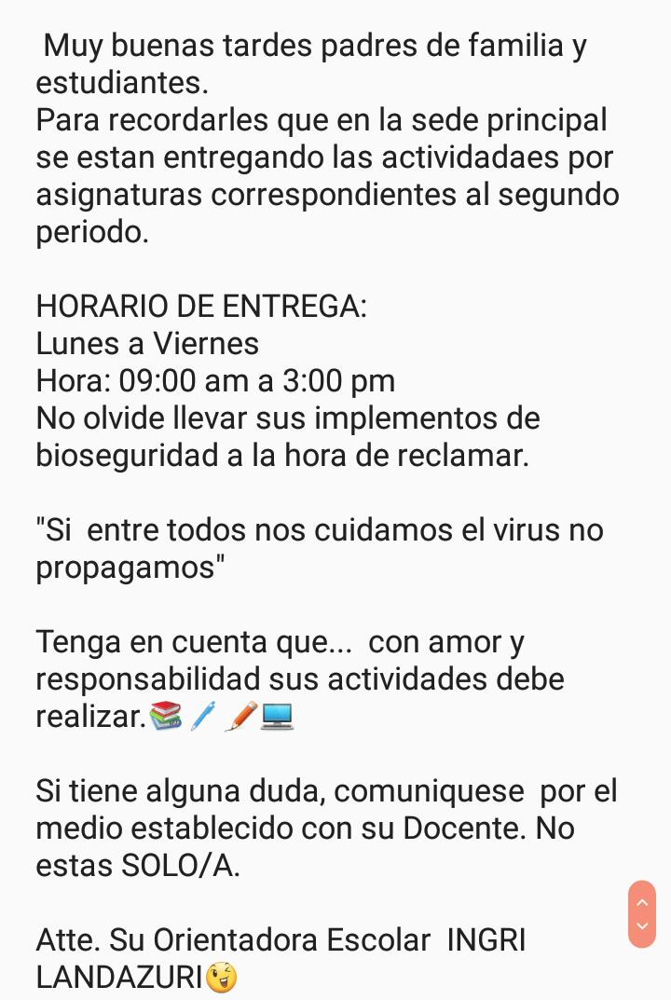 Muy buenas tardes padres de familia y
estudiantes.
Para recordarles que en la sede principal
se estan entregando las actividadaes por
asignaturas correspondientes al segundo
periodo.

HORARIO DE ENTREGA:
Lunes a Viernes
Hora: 09:00 am a 3:00 pm
No olvide llevar sus implementos de
bioseguridad a la hora de reclamar.

"Si  entre todos nos cuidamos el virus no
propagamos"

Tenga en cuenta que...  con amor y
responsabilidad sus actividades debe
realizar.📚🖊️🖍️💻

Si tiene alguna duda, comuniquese  por el
medio establecido con su Docente. No
estas SOLO/A.

Atte. Su Orientadora Escolar  INGRI
LANDAZURI😉